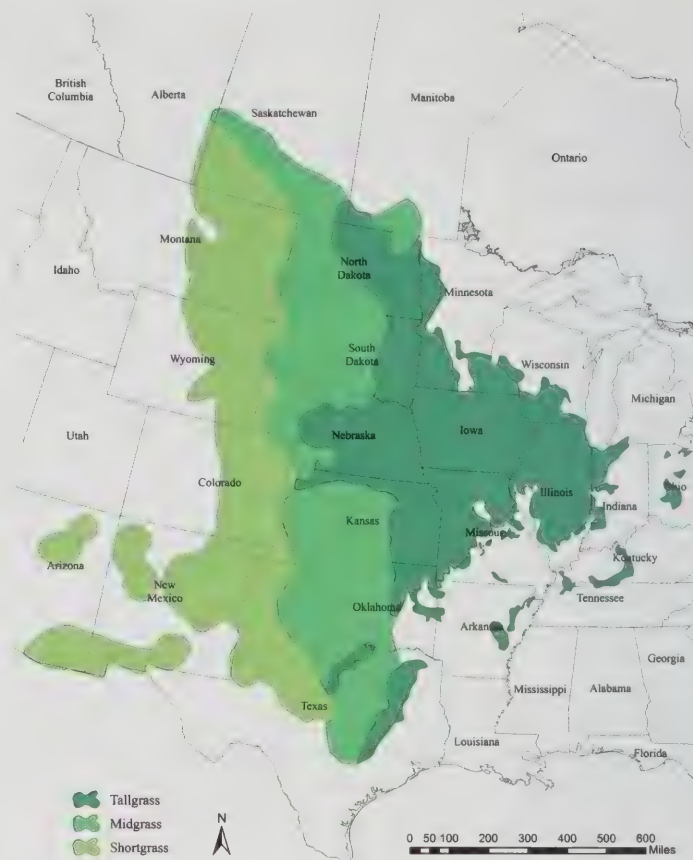 British
Columbia
Alberta
Saskatchewan
Manitoba
Ontario
Montana
Idaho
North
Dakota
Minnesota
Wyoming
South
Dakota
Wisconsin
Michigan
Utah
Nebraska
Iowa
Colorado
Illinois
Indiana
Ohio
Kansas
Missouri
Kentucky
Arizona
New
Mexico
Oklahoma
Tennessee
Arkansas
Georgia
Mississippi
Alabama
Texas
Louisiana
Florida
Tallgrass
Midgrass
Shortgrass
N
0 50 100 200 300 400 500 600
Miles